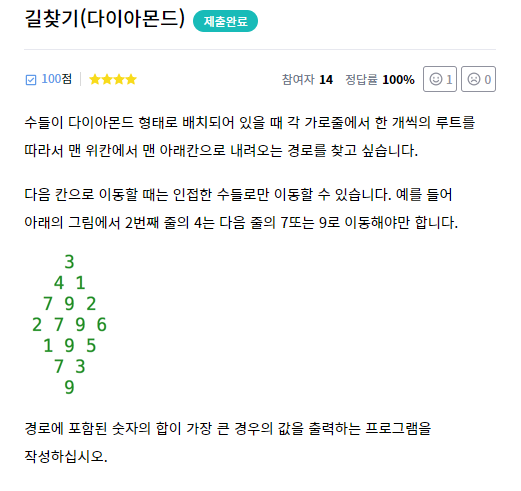 길찾기(다이아몬드) 제출완료
100점 참여자 14 정답률 100% 1 0
수들이 다이아몬드 형태로 배치되어 있을 때 각 가로줄에서 한 개씩의 루트를
따라서 맨 위칸에서 맨 아래칸으로 내려오는 경로를 찾고 싶습니다.
다음 칸으로 이동할 때는 인접한 수들로만 이동할 수 있습니다. 예를 들어
아래의 그림에서 2번째 줄의 4는 다음 줄의 7또는 9로 이동해야만 합니다.
3
4 1
7 9 2
2 7 9 6
1 9 5
7 3
9
경로에 포함된 숫자의 합이 가장 큰 경우의 값을 출력하는 프로그램을
작성하십시오.